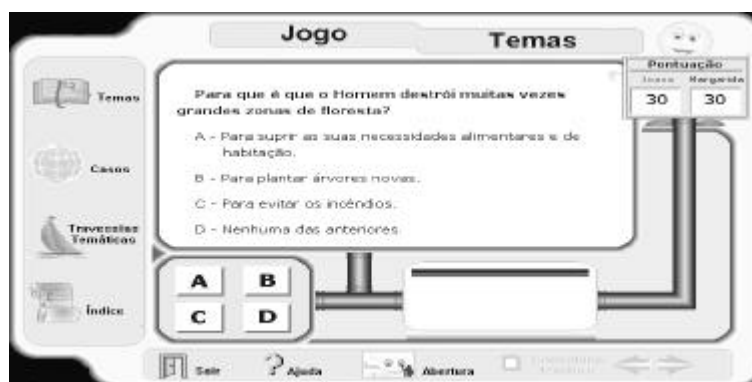 Jogo
Temas
Pontuação
Margarida
30
30
Temas
Casos
Travessias
Temáticas
Índice
Para que é que o Homem destrói muitas vezes
grandes zonas de floresta?
A - Para suprir as suas necessidades alimentares e de
habitação.
B - Para plantar árvores novas.
C - Para evitar os incêndios.
D - Nenhuma das anteriores
A
B
C
D
Sair
Ajuda
Abertura